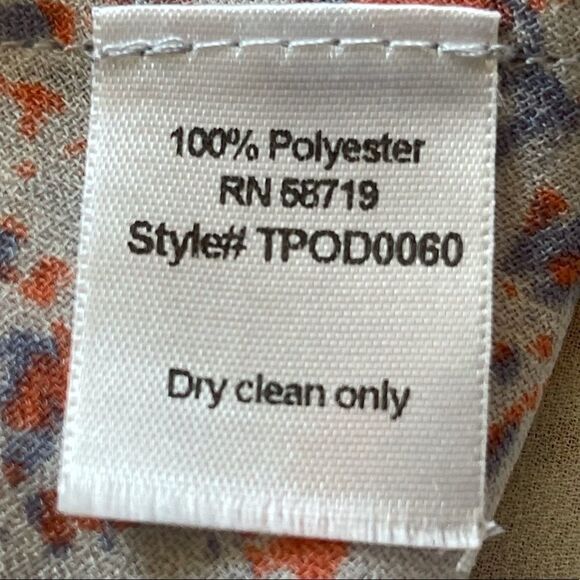 100% Polyester
RN 58719
Style# TPOD0060
Dry clean only